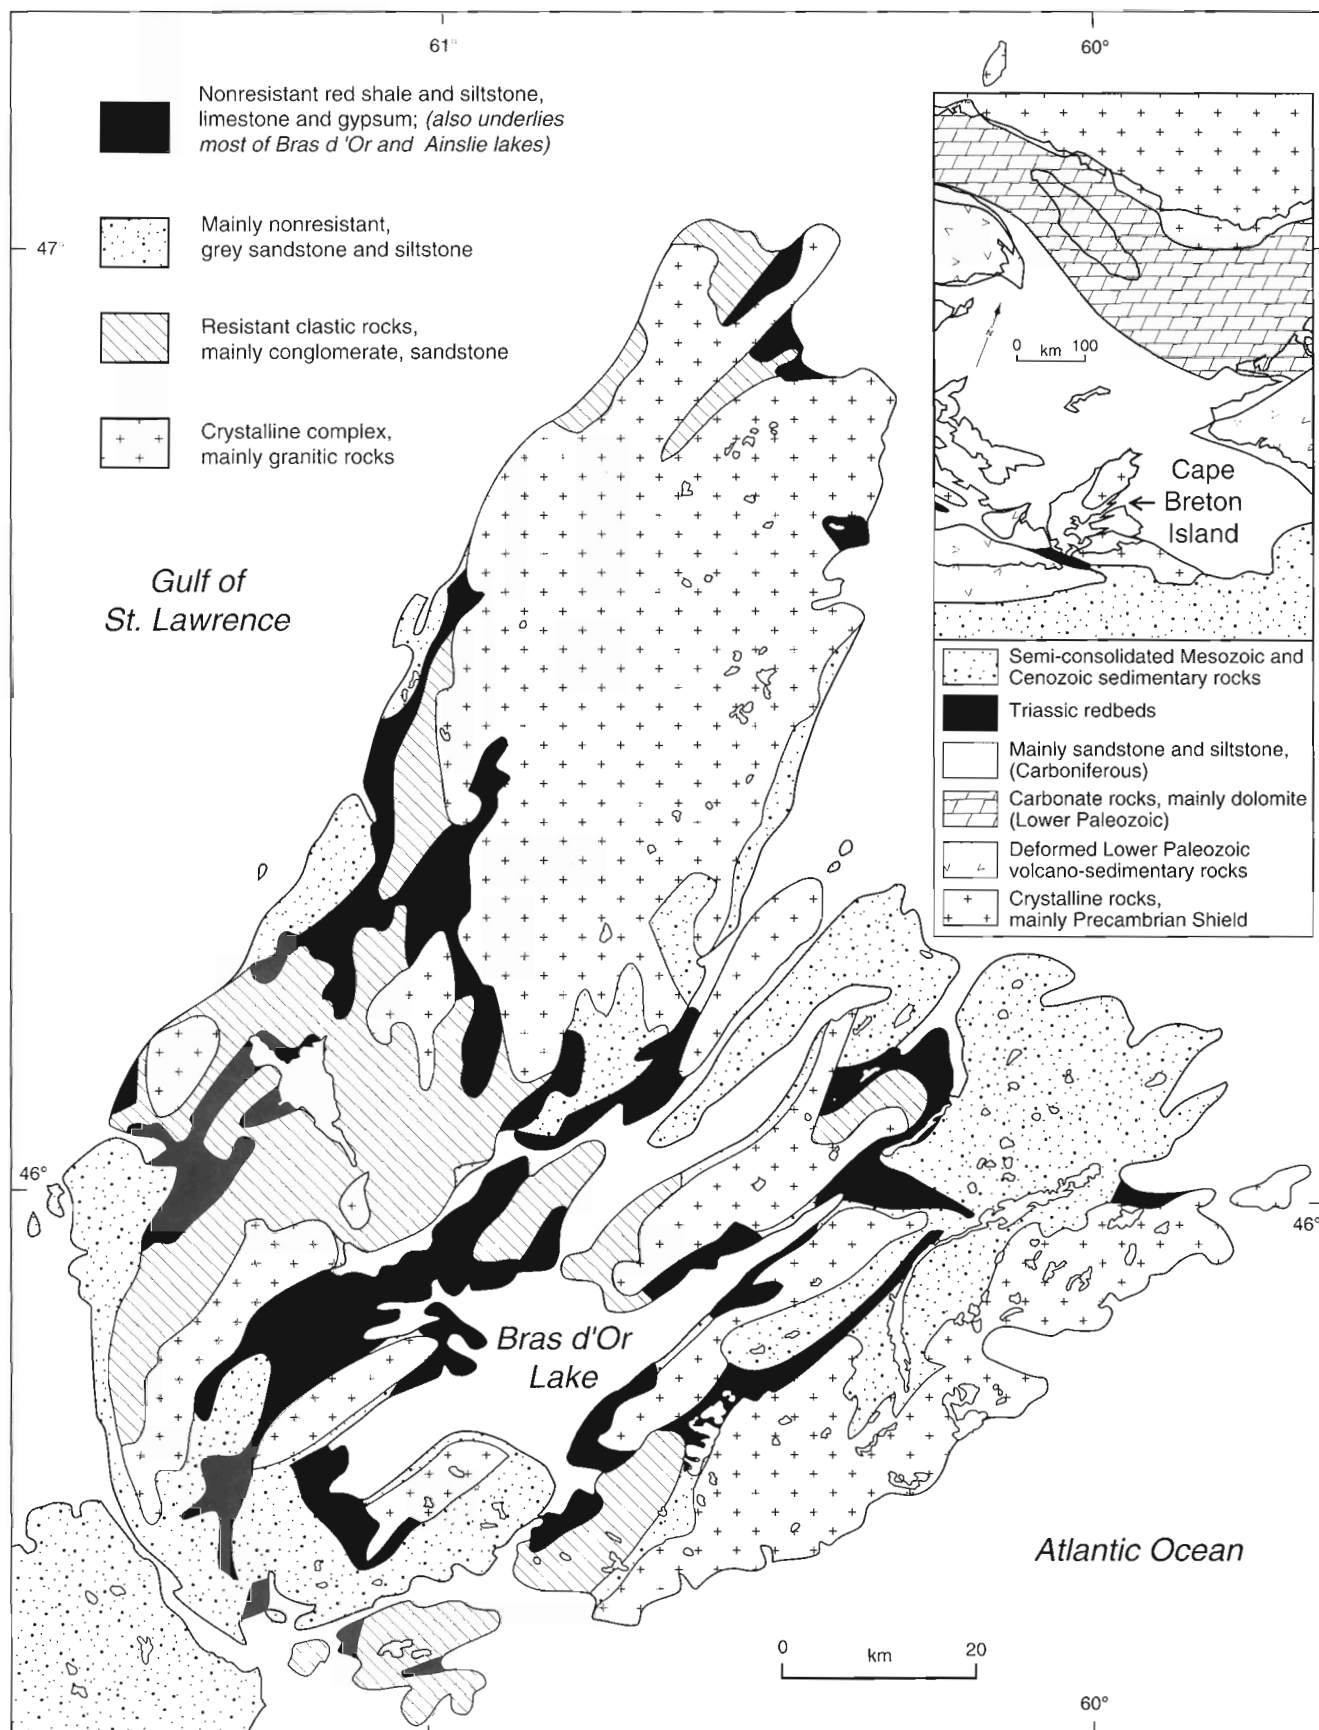 61°
60°
Nonresistant red shale and siltstone,
limestone and gypsum; (also underlies
most of Bras d 'Or and Ainslie lakes)
47°
Mainly nonresistant,
grey sandstone and siltstone
Resistant clastic rocks,
mainly conglomerate, sandstone
Crystalline complex,
mainly granitic rocks
0 km 100
Cape
Breton
Island
Gulf of
St. Lawrence
Semi-consolidated Mesozoic and
Cenozoic sedimentary rocks
Triassic redbeds
Mainly sandstone and siltstone,
(Carboniferous)
Carbonate rocks, mainly dolomite
(Lower Paleozoic)
Deformed Lower Paleozoic
volcano-sedimentary rocks
Crystalline rocks,
mainly Precambrian Shield
46°
46°
Bras d'Or
Lake
Atlantic Ocean
0 km 20
60°